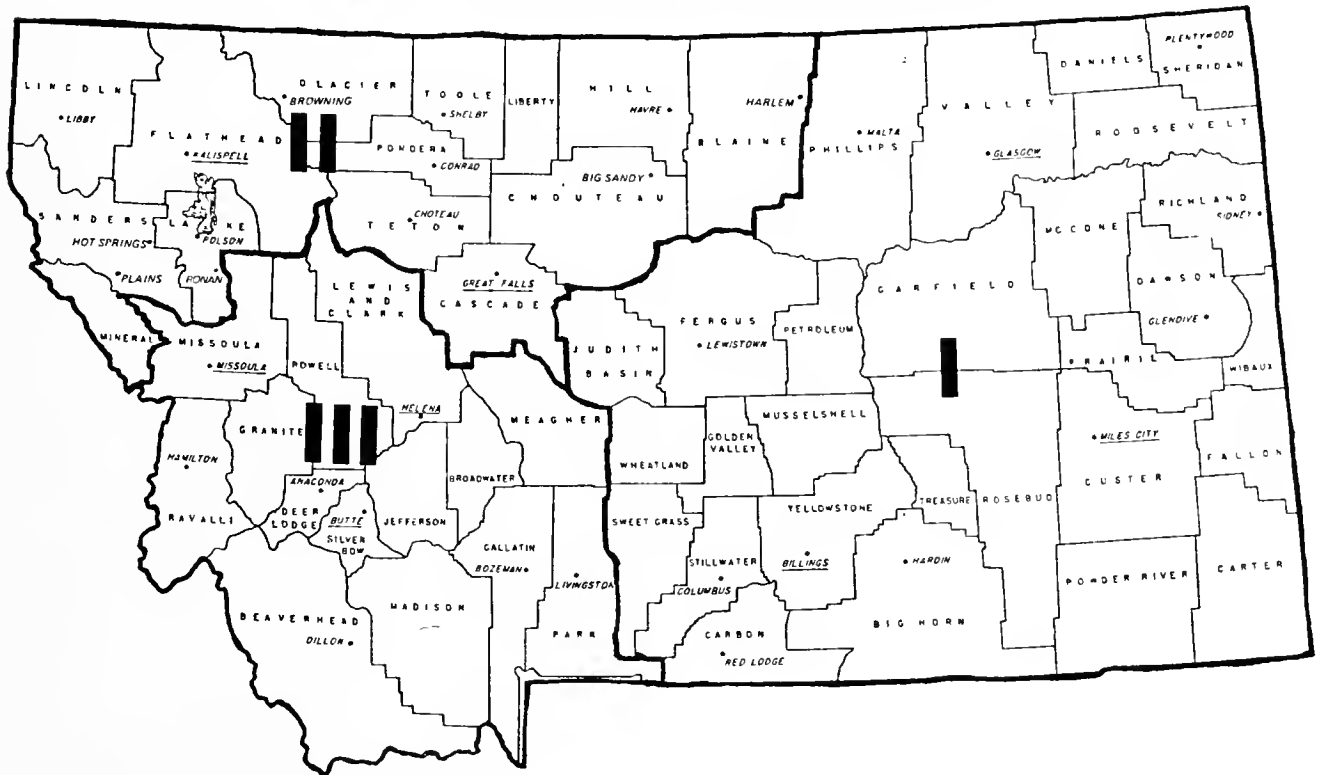 LINCOLN
LIBBY
FLATHEAD
KALISPELL
GLACIER
BROWNING
TOOLE
SHELBY
LIBERTY
HILL
HAVRE
HARLEM
BLAINE
MALTA
PHILLIPS
VALLEY
GLASGOW
DANIELS
PLENTYWOOD
SHERIDAN
ROOSEVELT
PONDERA
CONRAD
BIG SANDY
CHOUTEAU
CHOTEAU
TETON
SANDERS
LAKE
POLSON
HOT SPRINGS
PLAINS
RONAN
GREAT FALLS
CASCADE
LEWIS
AND
CLARK
RICHLAND
SIDNEY
MCCONE
DAWSON
GLENDIVE
GARFIELD
FERGUS
LEWISTOWN
PETROLEUM
JUDITH
BASIN
PRAIRIE
WIBAUX
MINERAL
MISSOULA
MISSOULA
POWELL
HELENA
MEAGHER
GRANITE
HAMILTON
RAVALLI
ANACONDA
DEER
LODGE
BUTTE
SILVER
BOW
JEFFERSON
BROADWATER
WHEATLAND
GOLDEN
VALLEY
MUSSELSHELL
MILES CITY
CUSTER
FALLON
SWEET GRASS
YELLOWSTONE
TREASURE
ROSEBUD
STILLWATER
COLUMBUS
BILLINGS
HARDIN
GALLATIN
BOZEMAN
LIVINGSTON
PARK
MADISON
BEAVERHEAD
DILLON
CARBON
RED LODGE
BIG HORN
POWDER RIVER
CARTER